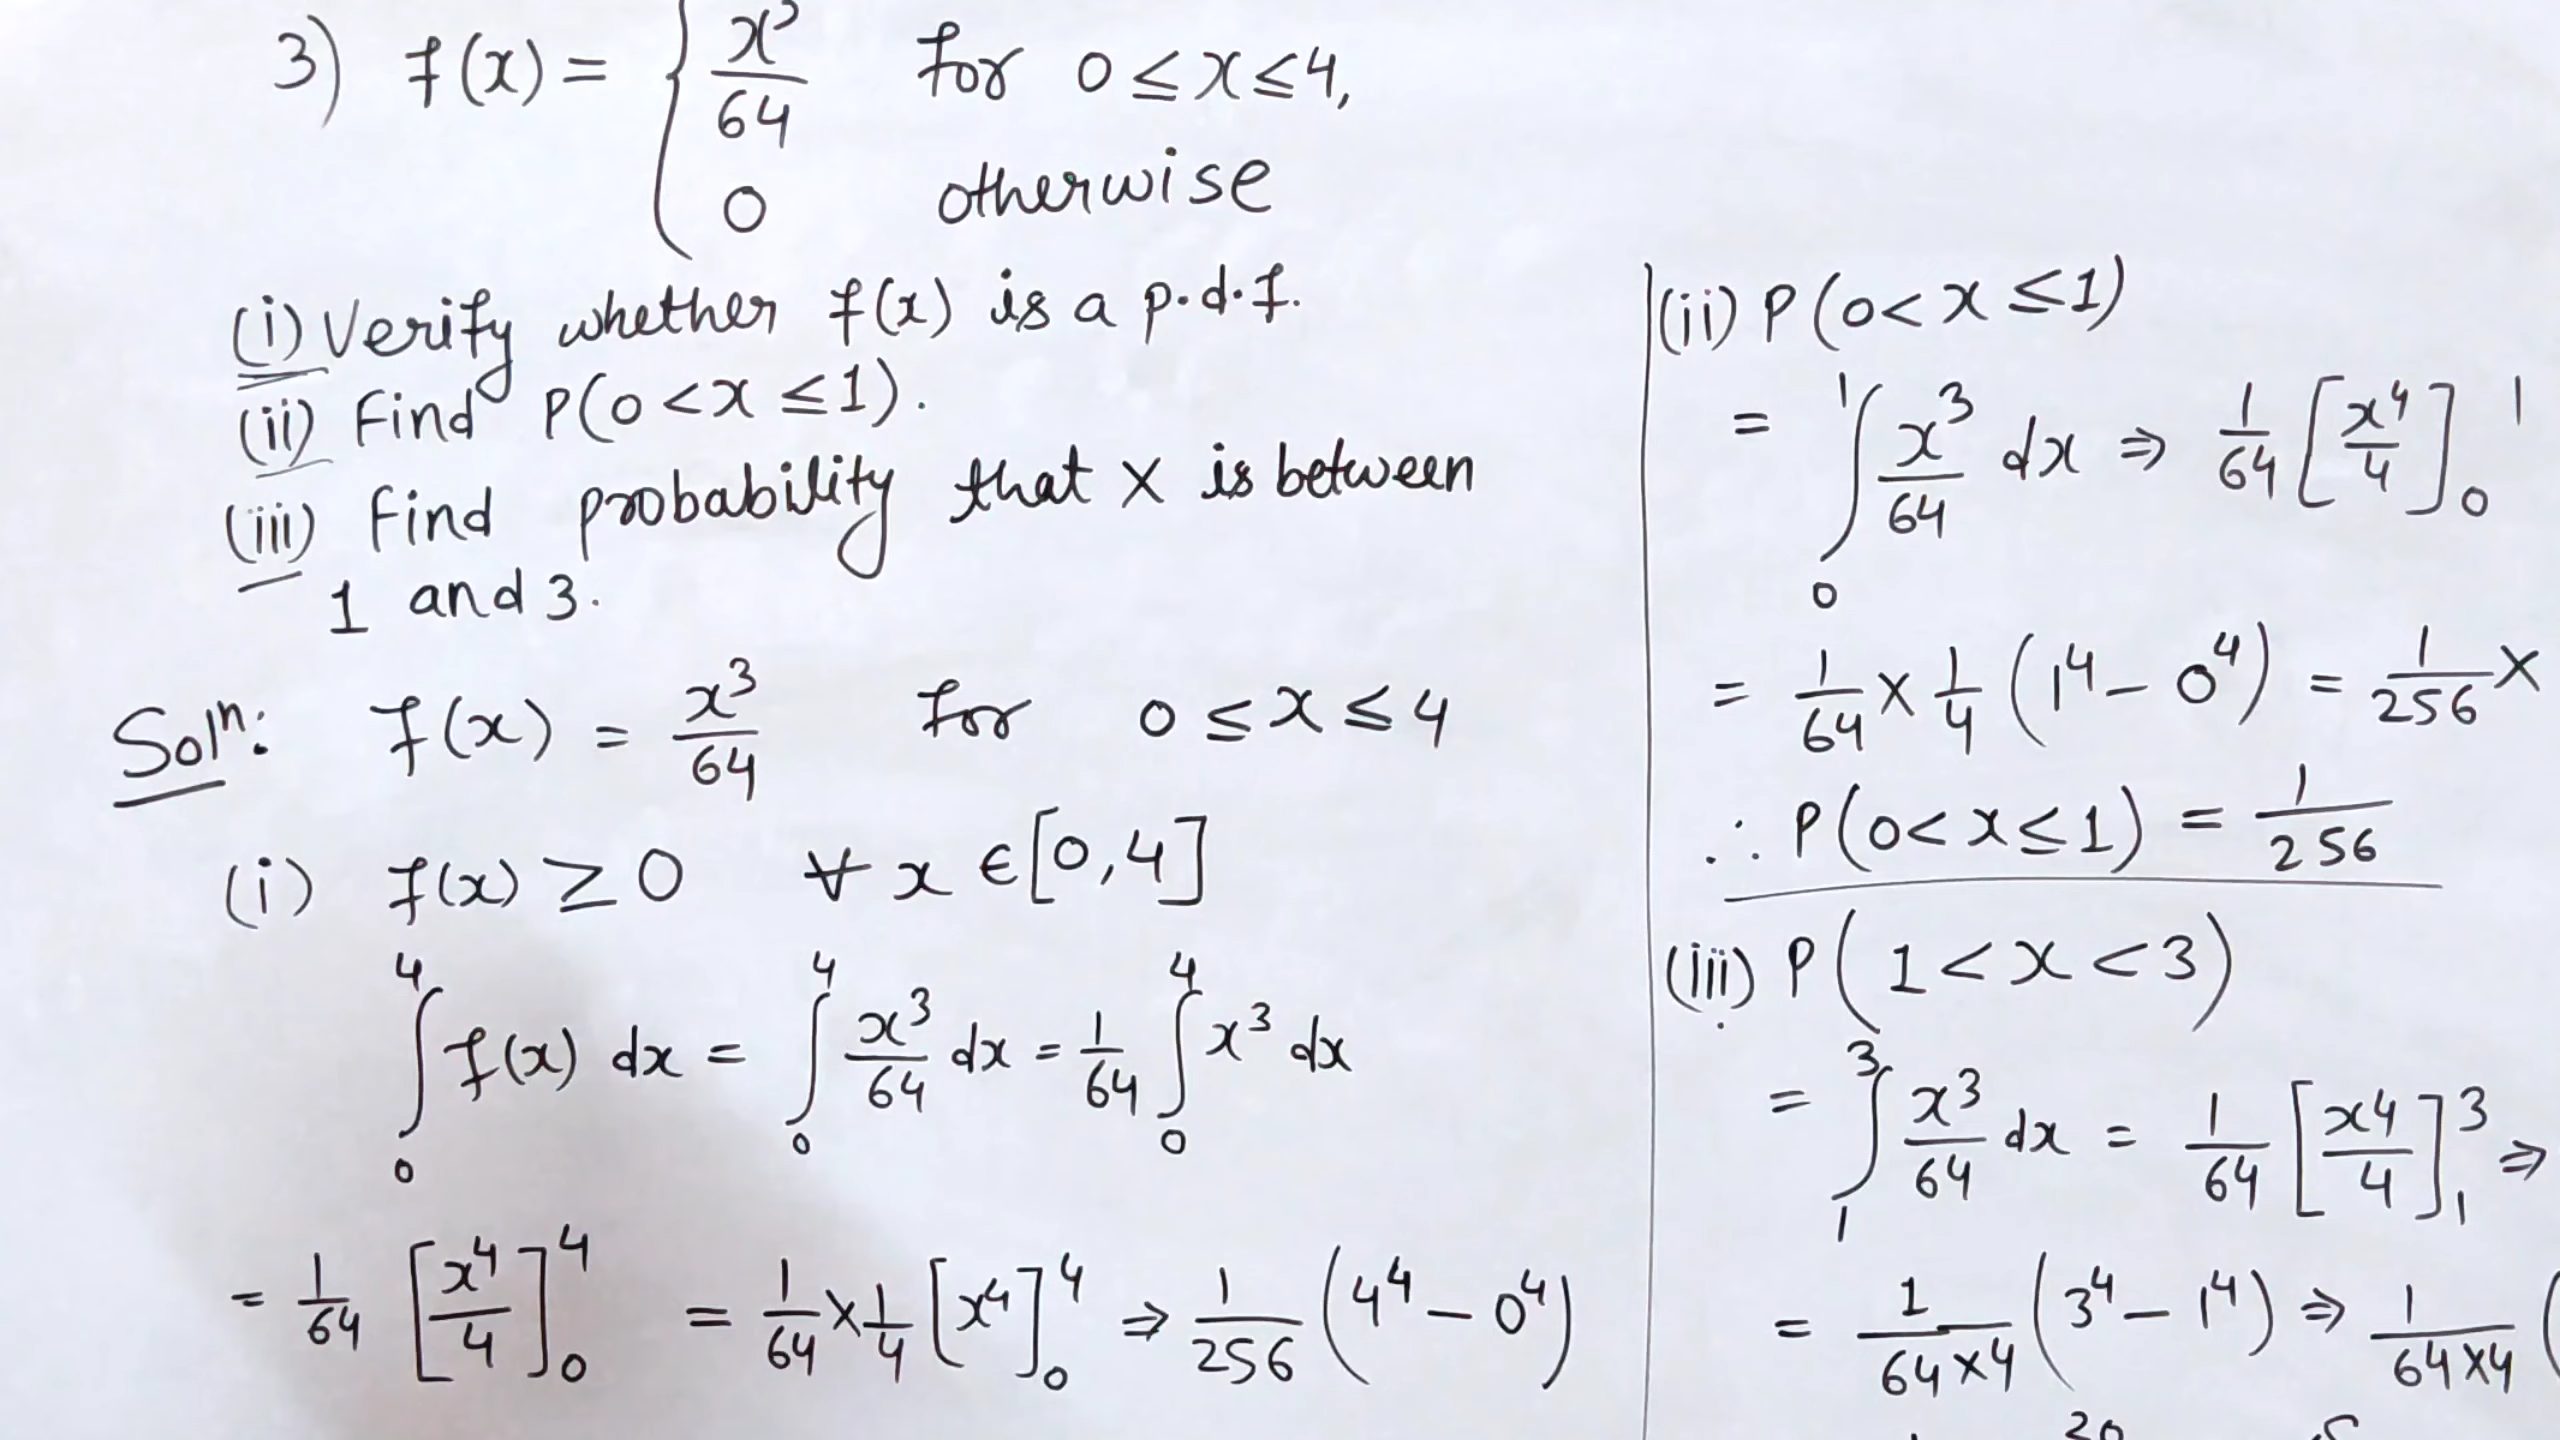 3) f(x) = { x³/64 for 0 ≤ x ≤ 4,
0 otherwise
(i) Verify whether f(x) is a p.d.f.
(ii) Find P(0 < x ≤ 1).
(iii) Find probability that X is between
1 and 3.
Solⁿ: f(x) = x³/64 for 0 ≤ x ≤ 4
(i) f(x) ≥ 0 ∀ x ∈ [0,4]
∫₀⁴ f(x) dx = ∫₀⁴ x³/64 dx = 1/64 ∫₀⁴ x³ dx
= 1/64 [x⁴/4]₀⁴ = 1/64 × 1/4 [x⁴]₀⁴ ⇒ 1/256 (4⁴ – 0⁴)
(ii) P(0 < x ≤ 1)
= ∫₀¹ x³/64 dx ⇒ 1/64 [x⁴/4]₀¹
= 1/64 × 1/4 (1⁴ – 0⁴) = 1/256 ×
∴ P(0 < x ≤ 1) = 1/256
(iii) P(1 < x < 3)
= ∫₁³ x³/64 dx = 1/64 [x⁴/4]₁³ ⇒
= 1/(64×4) (3⁴ – 1⁴) ⇒ 1/(64×4) (